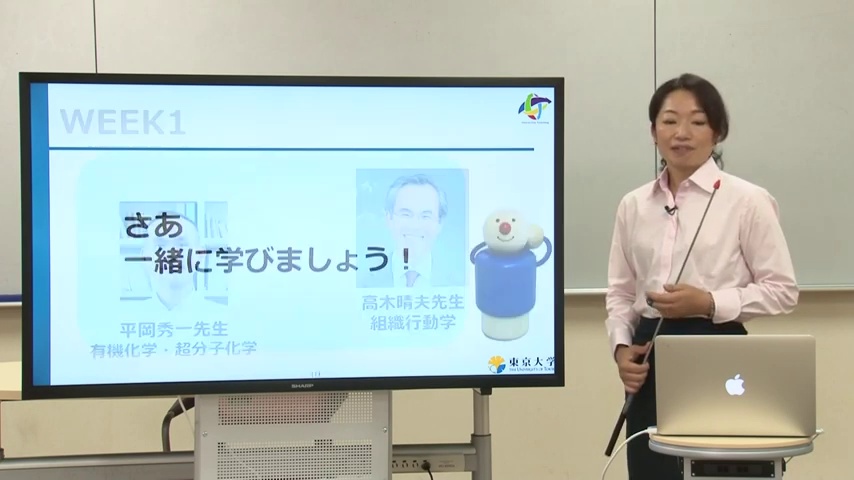 WEEK1
さあ
一緒に学びましょう！
平岡秀一先生
有機化学・超分子化学
高木晴夫先生
組織行動学
東京大学
SHARP